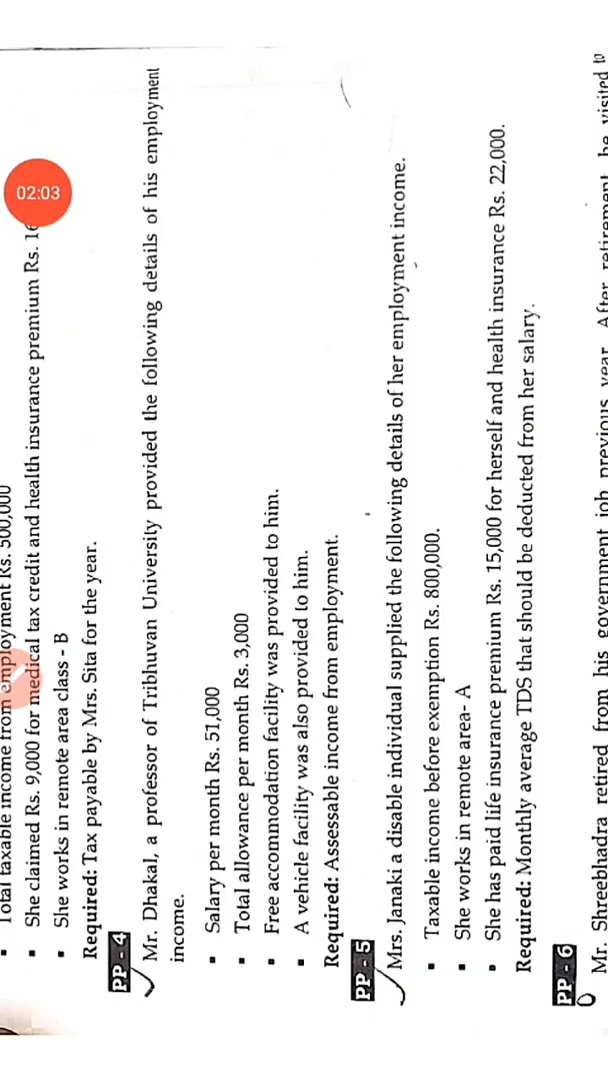 Total taxable income from employment Rs. 500,000
She claimed Rs. 9,000 for medical tax credit and health insurance premium Rs. 16
She works in remote area class - B
Required: Tax payable by Mrs. Sita for the year.
PP - 4
Mr. Dhakal, a professor of Tribhuvan University provided the following details of his employment
income.
Salary per month Rs. 51,000
Total allowance per month Rs. 3,000
Free accommodation facility was provided to him.
A vehicle facility was also provided to him.
Required: Assessable income from employment.
PP - 5
Mrs. Janaki a disable individual supplied the following details of her employment income.
Taxable income before exemption Rs. 800,000.
She works in remote area- A
She has paid life insurance premium Rs. 15,000 for herself and health insurance Rs. 22,000.
Required: Monthly average TDS that should be deducted from her salary.
PP - 6
Mr. Shreebhadra retired from his government job previous year. After retirement he visited to
02:03